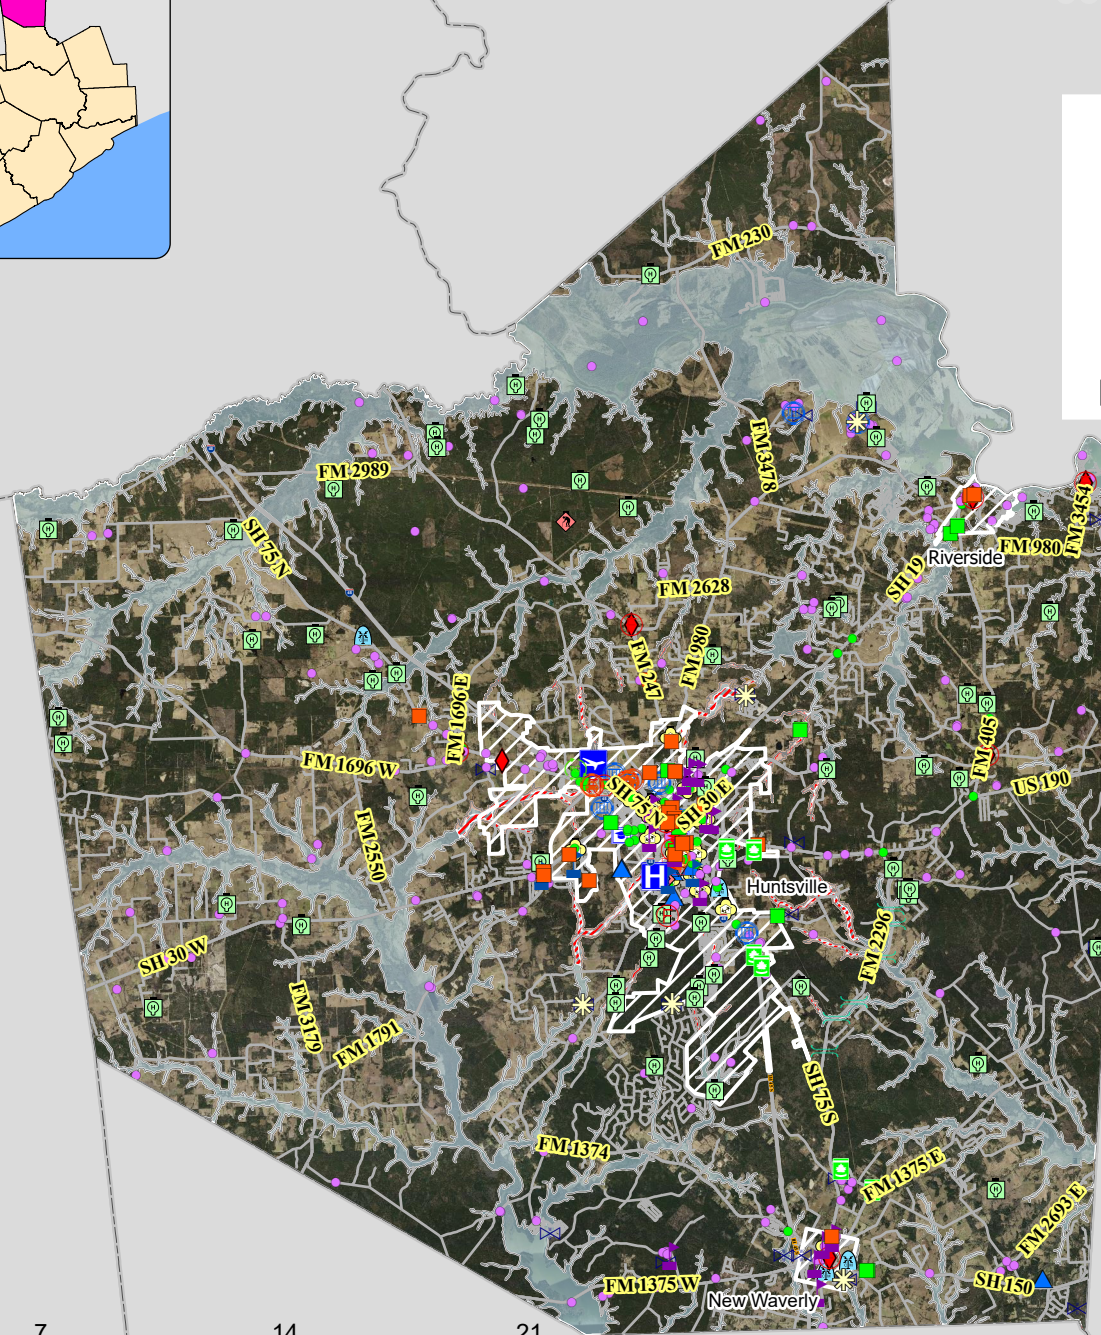 FM 230
FM 3478
FM 2989
FM 3454
SH 75 N
FM 980
Riverside
SH 19
FM 2628
FM 247
FM 980
FM 1696 E
FM 405
FM 1696 W
US 190
SH 75 N
SH 30 E
FM 2550
Huntsville
FM 2296
SH 30 W
FM 3179
FM 1791
SH 75 S
FM 1374
FM 1375 E
FM 2693 E
FM 1375 W
SH 150
New Waverly
7 14 21
H